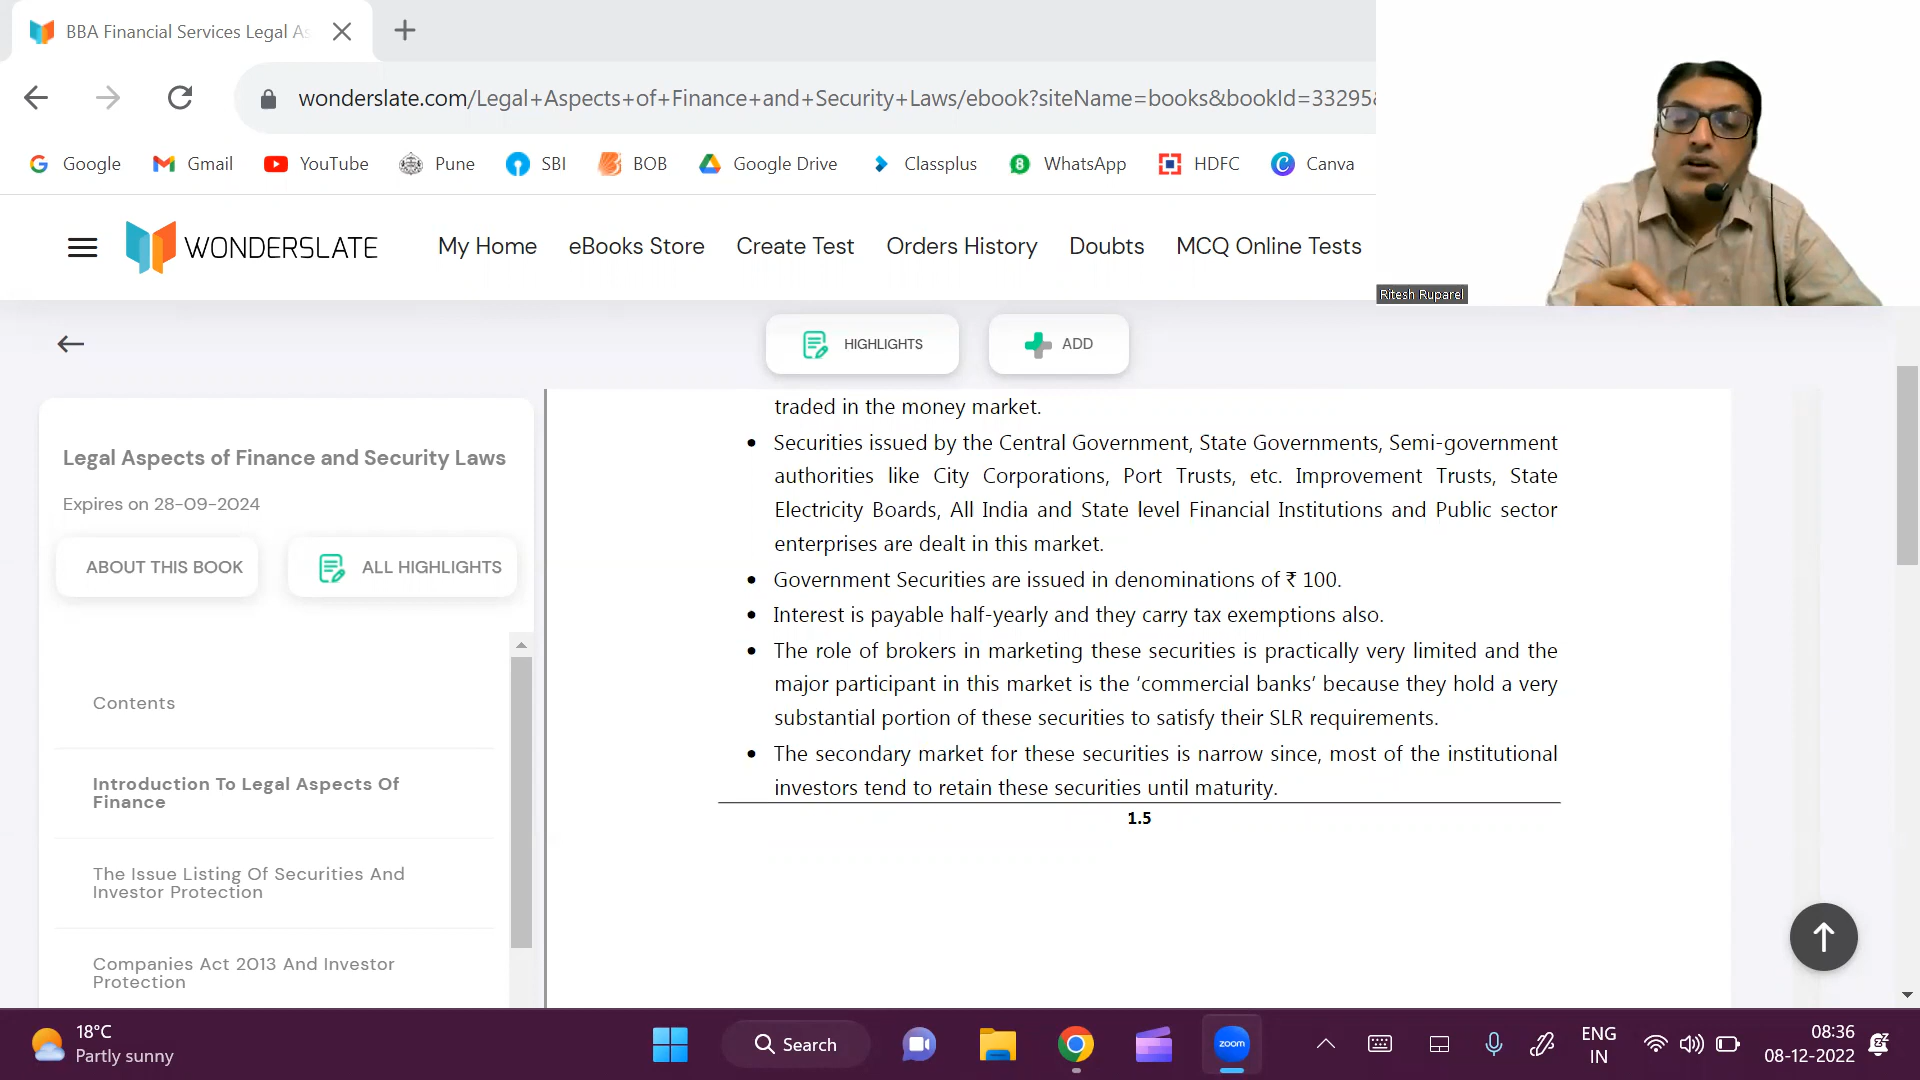 BBA Financial Services Legal As
wonderslate.com/Legal+Aspects+of+Finance+and+Security+Laws/ebook?siteName=books&bookId=33295&
Google Gmail YouTube Pune SBI BOB Google Drive Classplus 8 WhatsApp HDFC Canva
WONDERSLATE My Home eBooks Store Create Test Orders History Doubts MCQ Online Tests
Ritesh Ruparel
HIGHLIGHTS ADD
Legal Aspects of Finance and Security Laws
Expires on 28-09-2024
ABOUT THIS BOOK ALL HIGHLIGHTS
Contents
Introduction To Legal Aspects Of
Finance
The Issue Listing Of Securities And
Investor Protection
Companies Act 2013 And Investor
Protection
traded in the money market.
• Securities issued by the Central Government, State Governments, Semi-government
authorities like City Corporations, Port Trusts, etc. Improvement Trusts, State
Electricity Boards, All India and State level Financial Institutions and Public sector
enterprises are dealt in this market.
• Government Securities are issued in denominations of ₹ 100.
• Interest is payable half-yearly and they carry tax exemptions also.
• The role of brokers in marketing these securities is practically very limited and the
major participant in this market is the ‘commercial banks’ because they hold a very
substantial portion of these securities to satisfy their SLR requirements.
• The secondary market for these securities is narrow since, most of the institutional
investors tend to retain these securities until maturity.
1.5
18°C
Partly sunny
Search
zoom
ENG
IN
08:36
08-12-2022